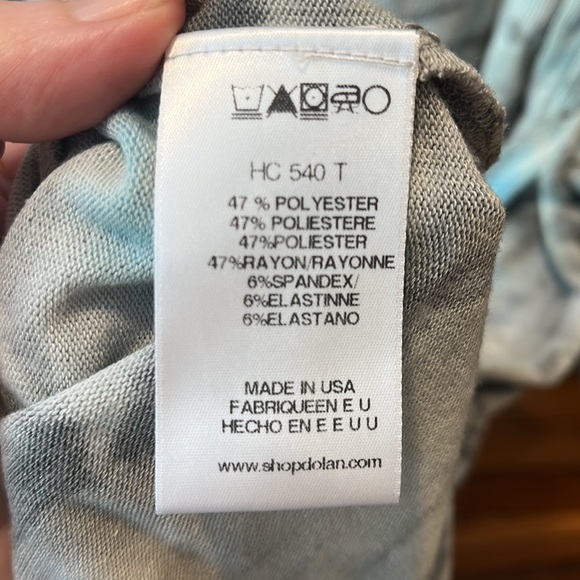 HC 540 T
47 % POLYESTER
47% POLIESTERE
47%POLIESTER
47%RAYON/RAYONNE
6%SPANDEX/
6%ELASTINNE
6%ELASTANO
MADE IN USA
FABRIQUEEN E U
HECHO EN E E U U
www.shopdolan.com